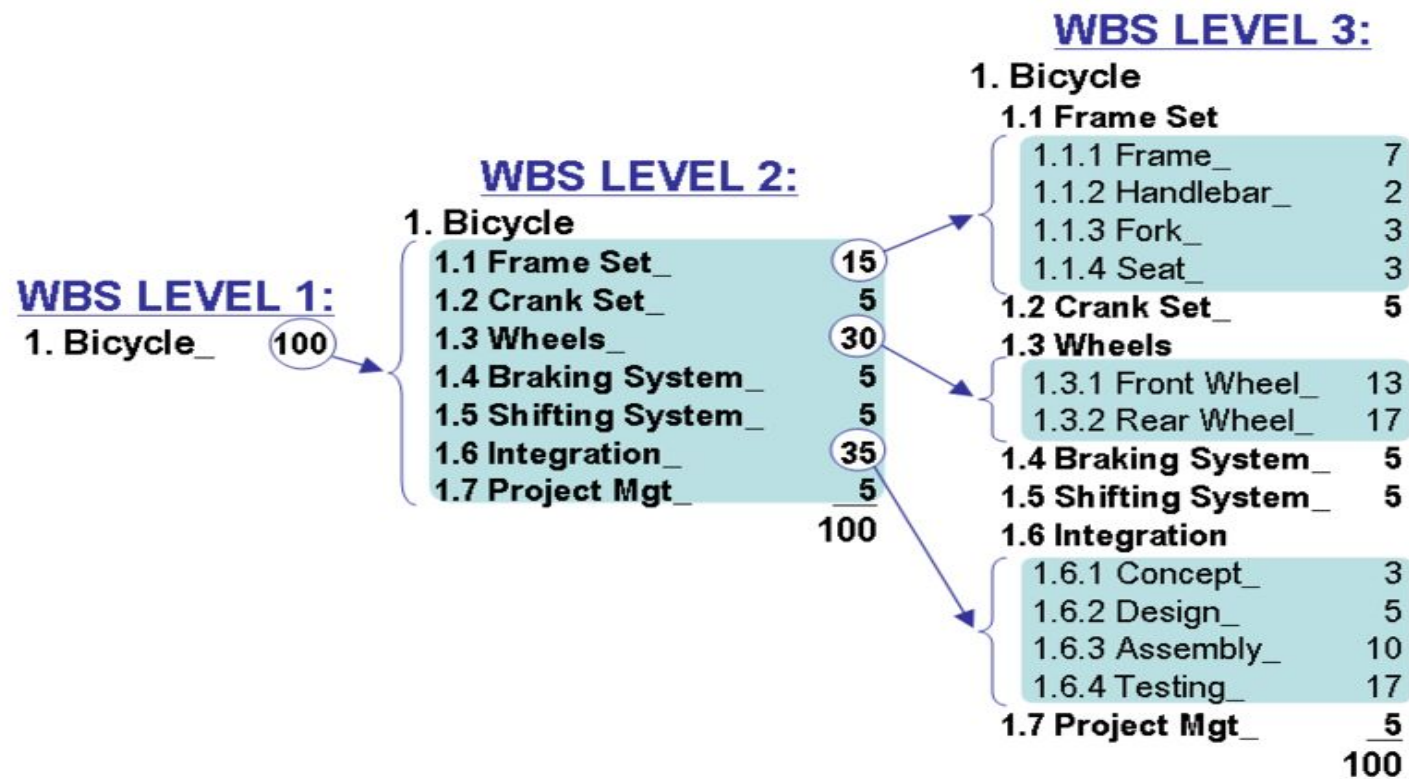 WBS LEVEL 1:
1. Bicycle_ 100
WBS LEVEL 2:
1. Bicycle
1.1 Frame Set_ 15
1.2 Crank Set_ 5
1.3 Wheels_ 30
1.4 Braking System_ 5
1.5 Shifting System_ 5
1.6 Integration_ 35
1.7 Project Mgt_ 5
100
WBS LEVEL 3:
1. Bicycle
1.1 Frame Set
1.1.1 Frame_ 7
1.1.2 Handlebar_ 2
1.1.3 Fork_ 3
1.1.4 Seat_ 3
1.2 Crank Set_ 5
1.3 Wheels
1.3.1 Front Wheel_ 13
1.3.2 Rear Wheel_ 17
1.4 Braking System_ 5
1.5 Shifting System_ 5
1.6 Integration
1.6.1 Concept_ 3
1.6.2 Design_ 5
1.6.3 Assembly_ 10
1.6.4 Testing_ 17
1.7 Project Mgt_ 5
100